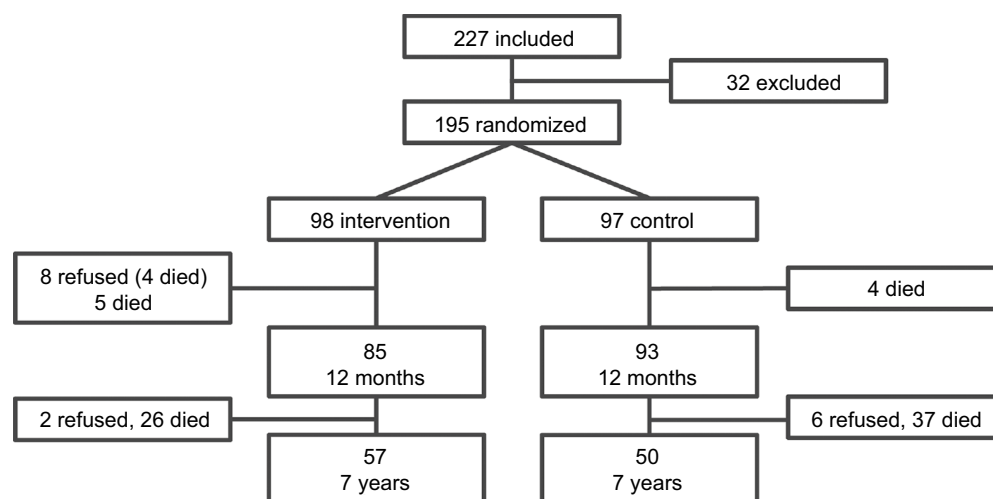 227 included
32 excluded
195 randomized
98 intervention
97 control
8 refused (4 died)
5 died
4 died
85
12 months
93
12 months
2 refused, 26 died
6 refused, 37 died
57
7 years
50
7 years